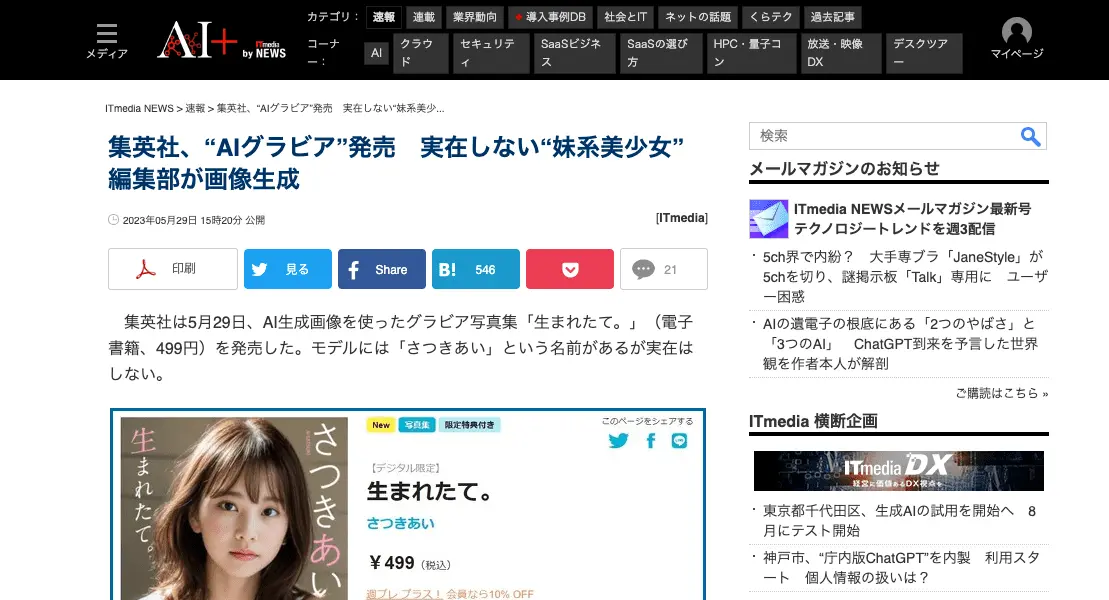 メディア
AI+ by ITmedia NEWS
カテゴリ：
速報
連載
業界動向
導入事例DB
社会とIT
ネットの話題
くらテク
過去記事
コーナー：
AI
クラウド
セキュリティ
SaaSビジネス
SaaSの選び方
HPC・量子コン
放送・映像DX
デスクツアー
マイページ
ITmedia NEWS > 速報 > 集英社、“AIグラビア”発売　実在しない“妹系美少...
集英社、“AIグラビア”発売　実在しない“妹系美少女”
編集部が画像生成
2023年05月29日 15時20分 公開
[ITmedia]
印刷
見る
Share
B! 546
21
集英社は5月29日、AI生成画像を使ったグラビア写真集「生まれたて。」（電子
書籍、499円）を発売した。モデルには「さつきあい」という名前があるが実在は
しない。
生まれたて。
さつきあい
New
写真集
限定特典付き
このページをシェアする
【デジタル限定】
生まれたて。
さつきあい
￥499（税込）
週プレ プラス！ 会員なら10% OFF
検索
メールマガジンのお知らせ
ITmedia NEWSメールマガジン最新号
テクノロジートレンドを週3配信
・5ch界で内紛？　大手専ブラ「JaneStyle」が
5chを切り、謎掲示板「Talk」専用に　ユーザ
ー困惑
・AIの遺電子の根底にある「2つのやばさ」と
「3つのAI」　ChatGPT到来を予言した世界
観を作者本人が解剖
ご購読はこちら »
ITmedia 横断企画
ITmedia DX
経営に価値あるDX視点を
・東京都千代田区、生成AIの試用を開始へ　8
月にテスト開始
・神戸市、“庁内版ChatGPT”を内製　利用スタ
ート　個人情報の扱いは？